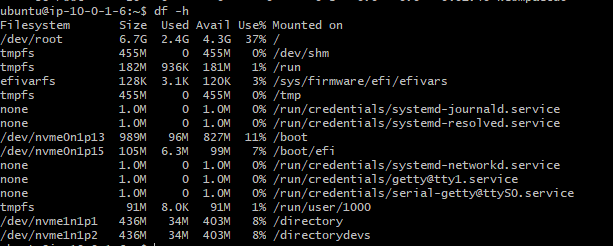 ubuntu@ip-10-0-1-6:~$ df -h
Filesystem Size Used Avail Use% Mounted on
/dev/root 6.7G 2.4G 4.3G 37% /
tmpfs 455M 0 455M 0% /dev/shm
tmpfs 182M 936K 181M 1% /run
efivarfs 128K 3.1K 120K 3% /sys/firmware/efi/efivars
tmpfs 455M 0 455M 0% /tmp
none 1.0M 0 1.0M 0% /run/credentials/systemd-journald.service
none 1.0M 0 1.0M 0% /run/credentials/systemd-resolved.service
/dev/nvme0n1p13 989M 96M 827M 11% /boot
/dev/nvme0n1p15 105M 6.3M 99M 7% /boot/efi
none 1.0M 0 1.0M 0% /run/credentials/systemd-networkd.service
none 1.0M 0 1.0M 0% /run/credentials/getty@tty1.service
none 1.0M 0 1.0M 0% /run/credentials/serial-getty@ttyS0.service
tmpfs 91M 8.0K 91M 1% /run/user/1000
/dev/nvme1n1p1 436M 34M 403M 8% /directory
/dev/nvme1n1p2 436M 34M 403M 8% /directorydevs